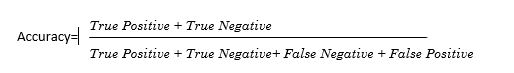 True Positive + True Negative
Accuracy=
True Positive + True Negative+ False Negative + False Positive